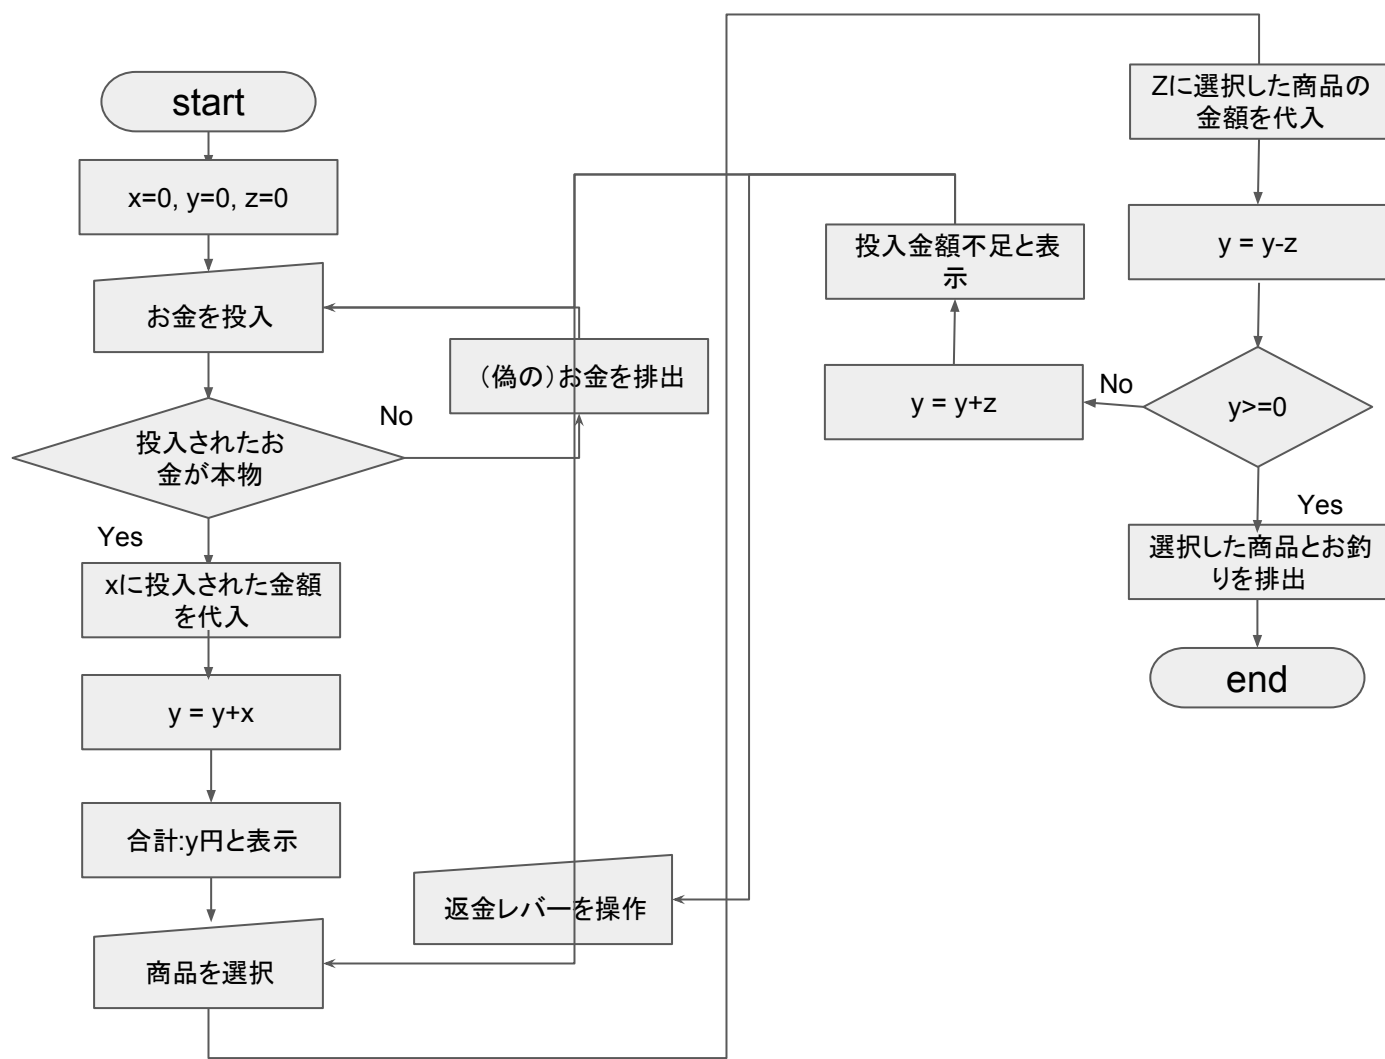 start
x=0, y=0, z=0
お金を投入
投入されたお
金が本物
No
（偽の）お金を排出
Yes
xに投入された金額
を代入
y = y+x
合計:y円と表示
商品を選択
返金レバーを操作
Zに選択した商品の
金額を代入
y = y-z
y>=0
No
y = y+z
投入金額不足と表
示
Yes
選択した商品とお釣
りを排出
end